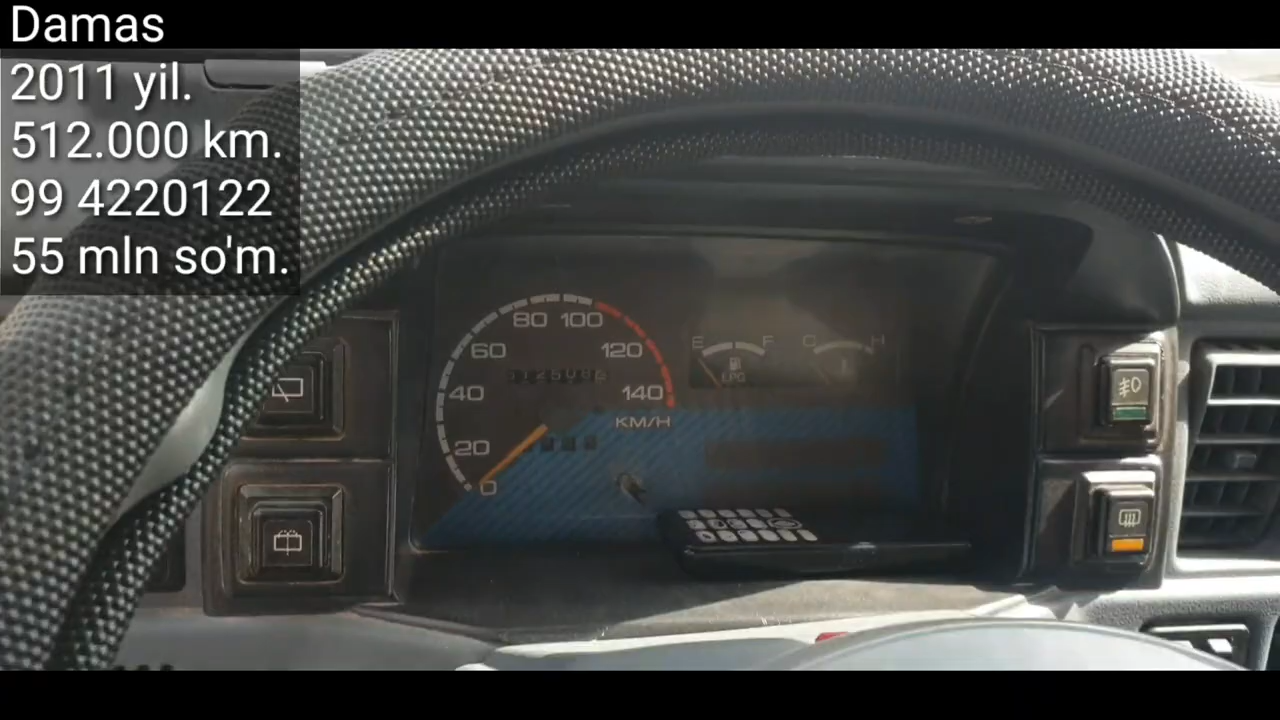 Damas
2011 yil.
512.000 km.
99 4220122
55 mln so'm.
80 100
60 120
40 140
KM/H
20
0
E F
LPG
C H